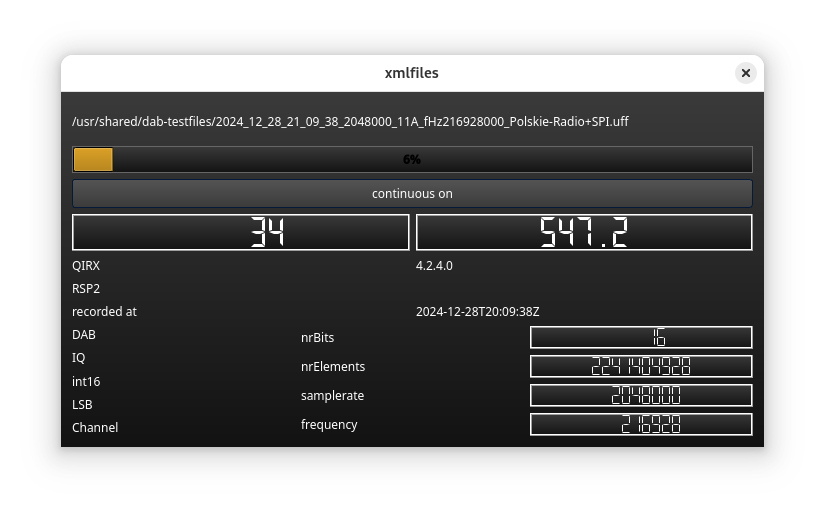 xmlfiles
/usr/shared/dab-testfiles/2024_12_28_21_09_38_2048000_11A_fHz216928000_Polskie-Radio+SPI.uff
6%
continuous on
34 547.2
QIRX 4.2.4.0
RSP2
recorded at 2024-12-28T20:09:38Z
DAB
nrBits 16
IQ
nrElements 2241404928
int16
samplerate 2048000
LSB
frequency 216928
Channel